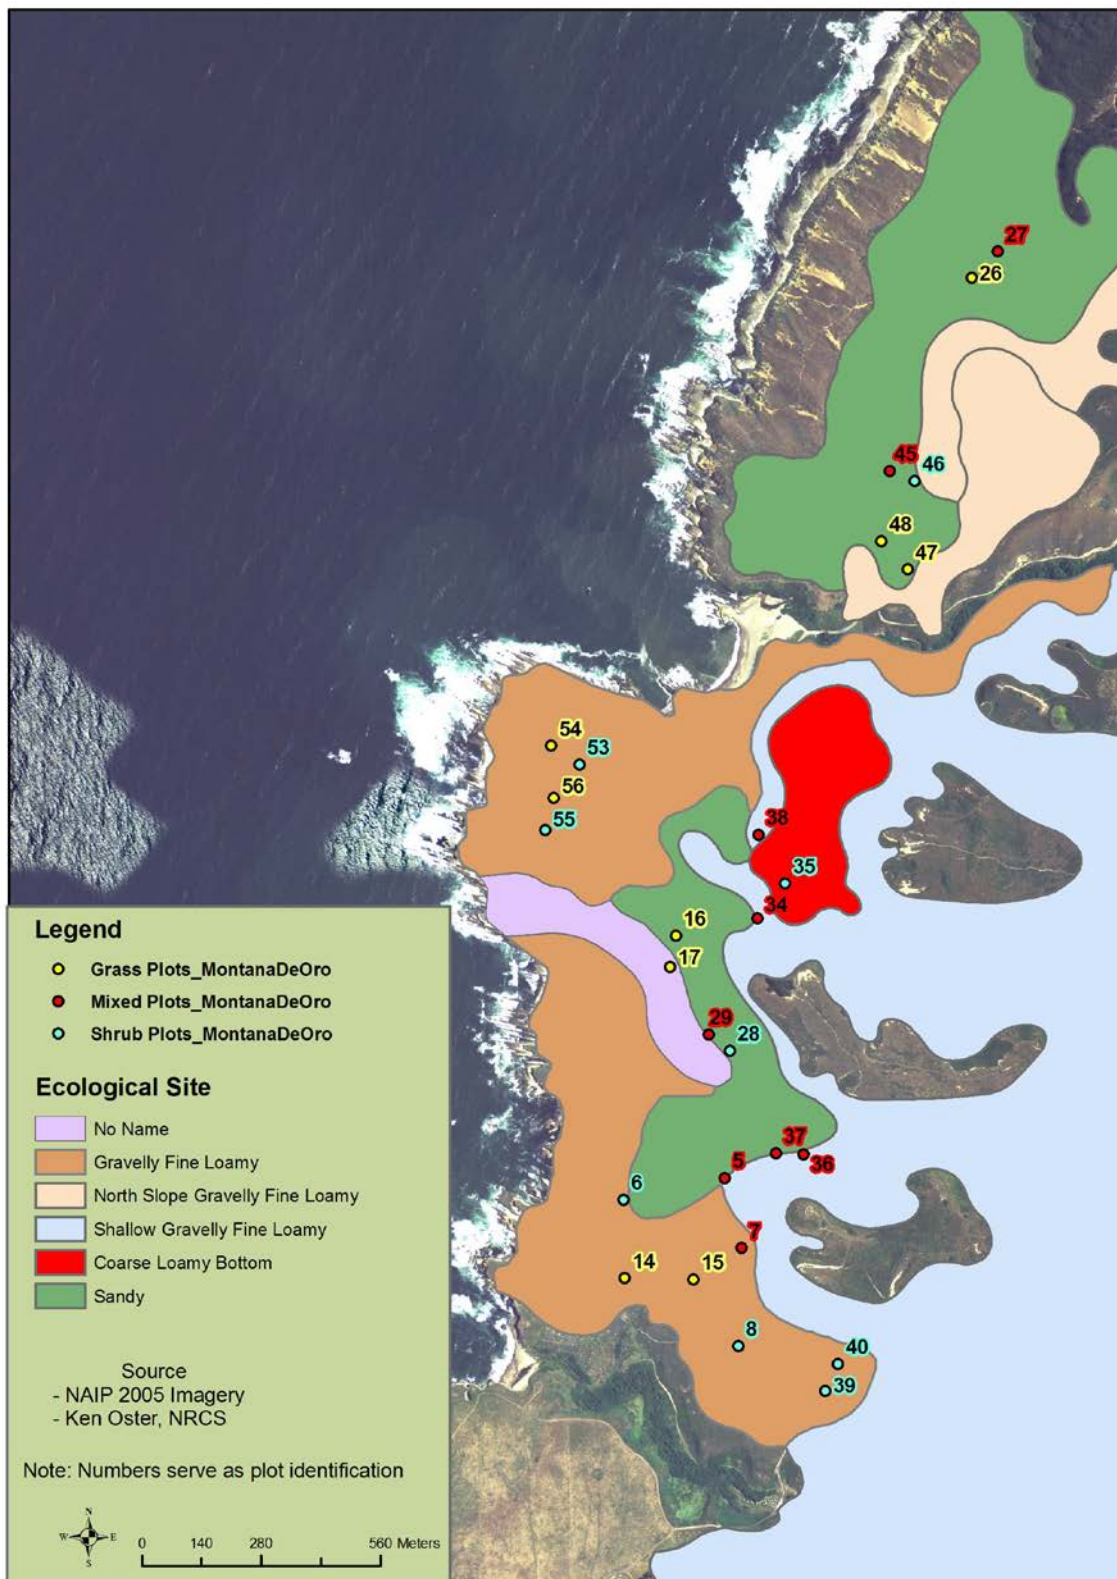 27
26
45
46
48
47
54
53
56
55
38
35
34
16
17
29
28
37
36
5
6
7
14
15
8
40
39
Legend
Grass Plots_MontanaDeOro
Mixed Plots_MontanaDeOro
Shrub Plots_MontanaDeOro
Ecological Site
No Name
Gravelly Fine Loamy
North Slope Gravelly Fine Loamy
Shallow Gravelly Fine Loamy
Coarse Loamy Bottom
Sandy
Source
- NAIP 2005 Imagery
- Ken Oster, NRCS
Note: Numbers serve as plot identification
N
W E
S
0 140 280 560 Meters